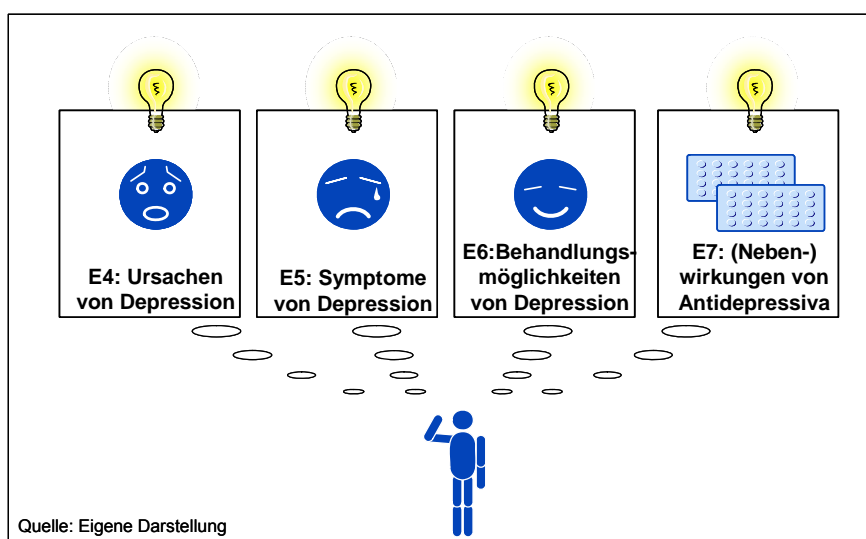 E4: Ursachen
von Depression
E5: Symptome
von Depression
E6:Behandlungs-
möglichkeiten
von Depression
E7: (Neben-)
wirkungen von
Antidepressiva
Quelle: Eigene Darstellung